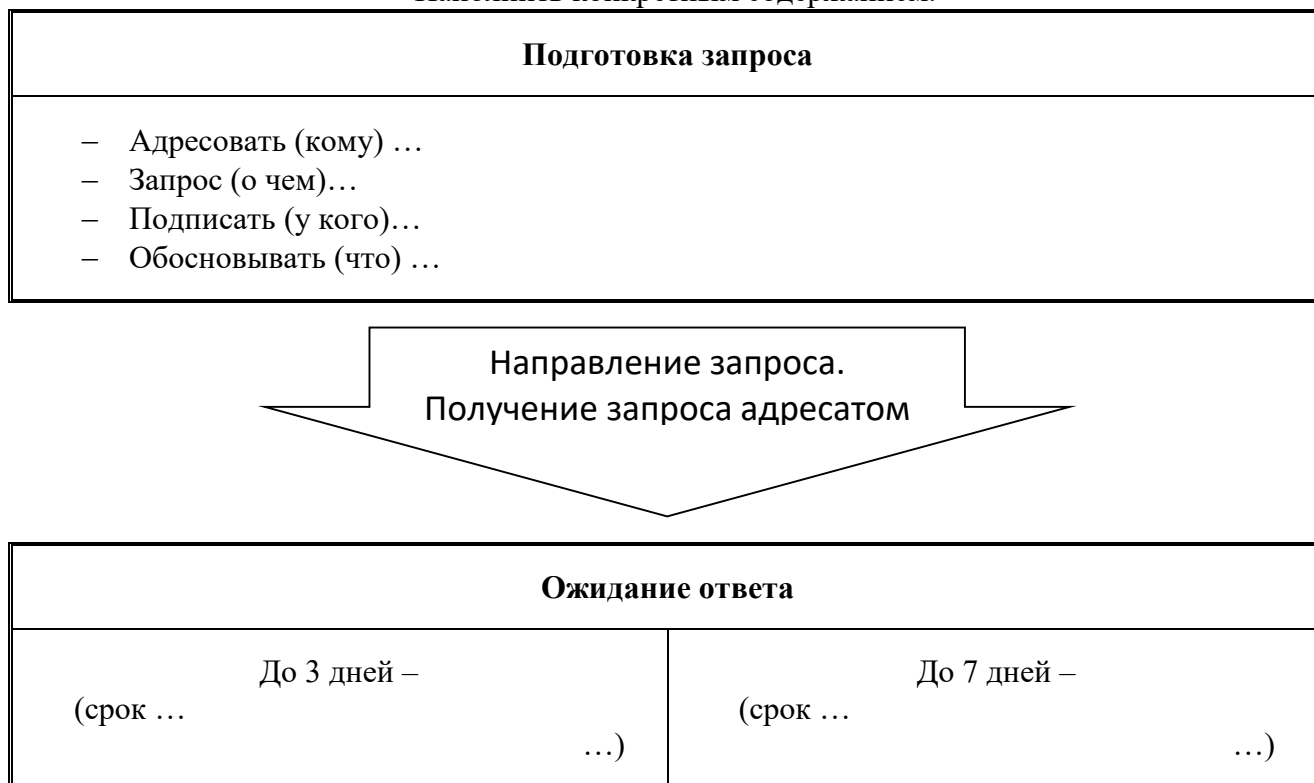 Подготовка запроса
– Адресовать (кому) …
– Запрос (о чем)…
– Подписать (у кого)…
– Обосновывать (что) …
Направление запроса.
Получение запроса адресатом
Ожидание ответа
До 3 дней –
(срок …
…)
До 7 дней –
(срок …
…)